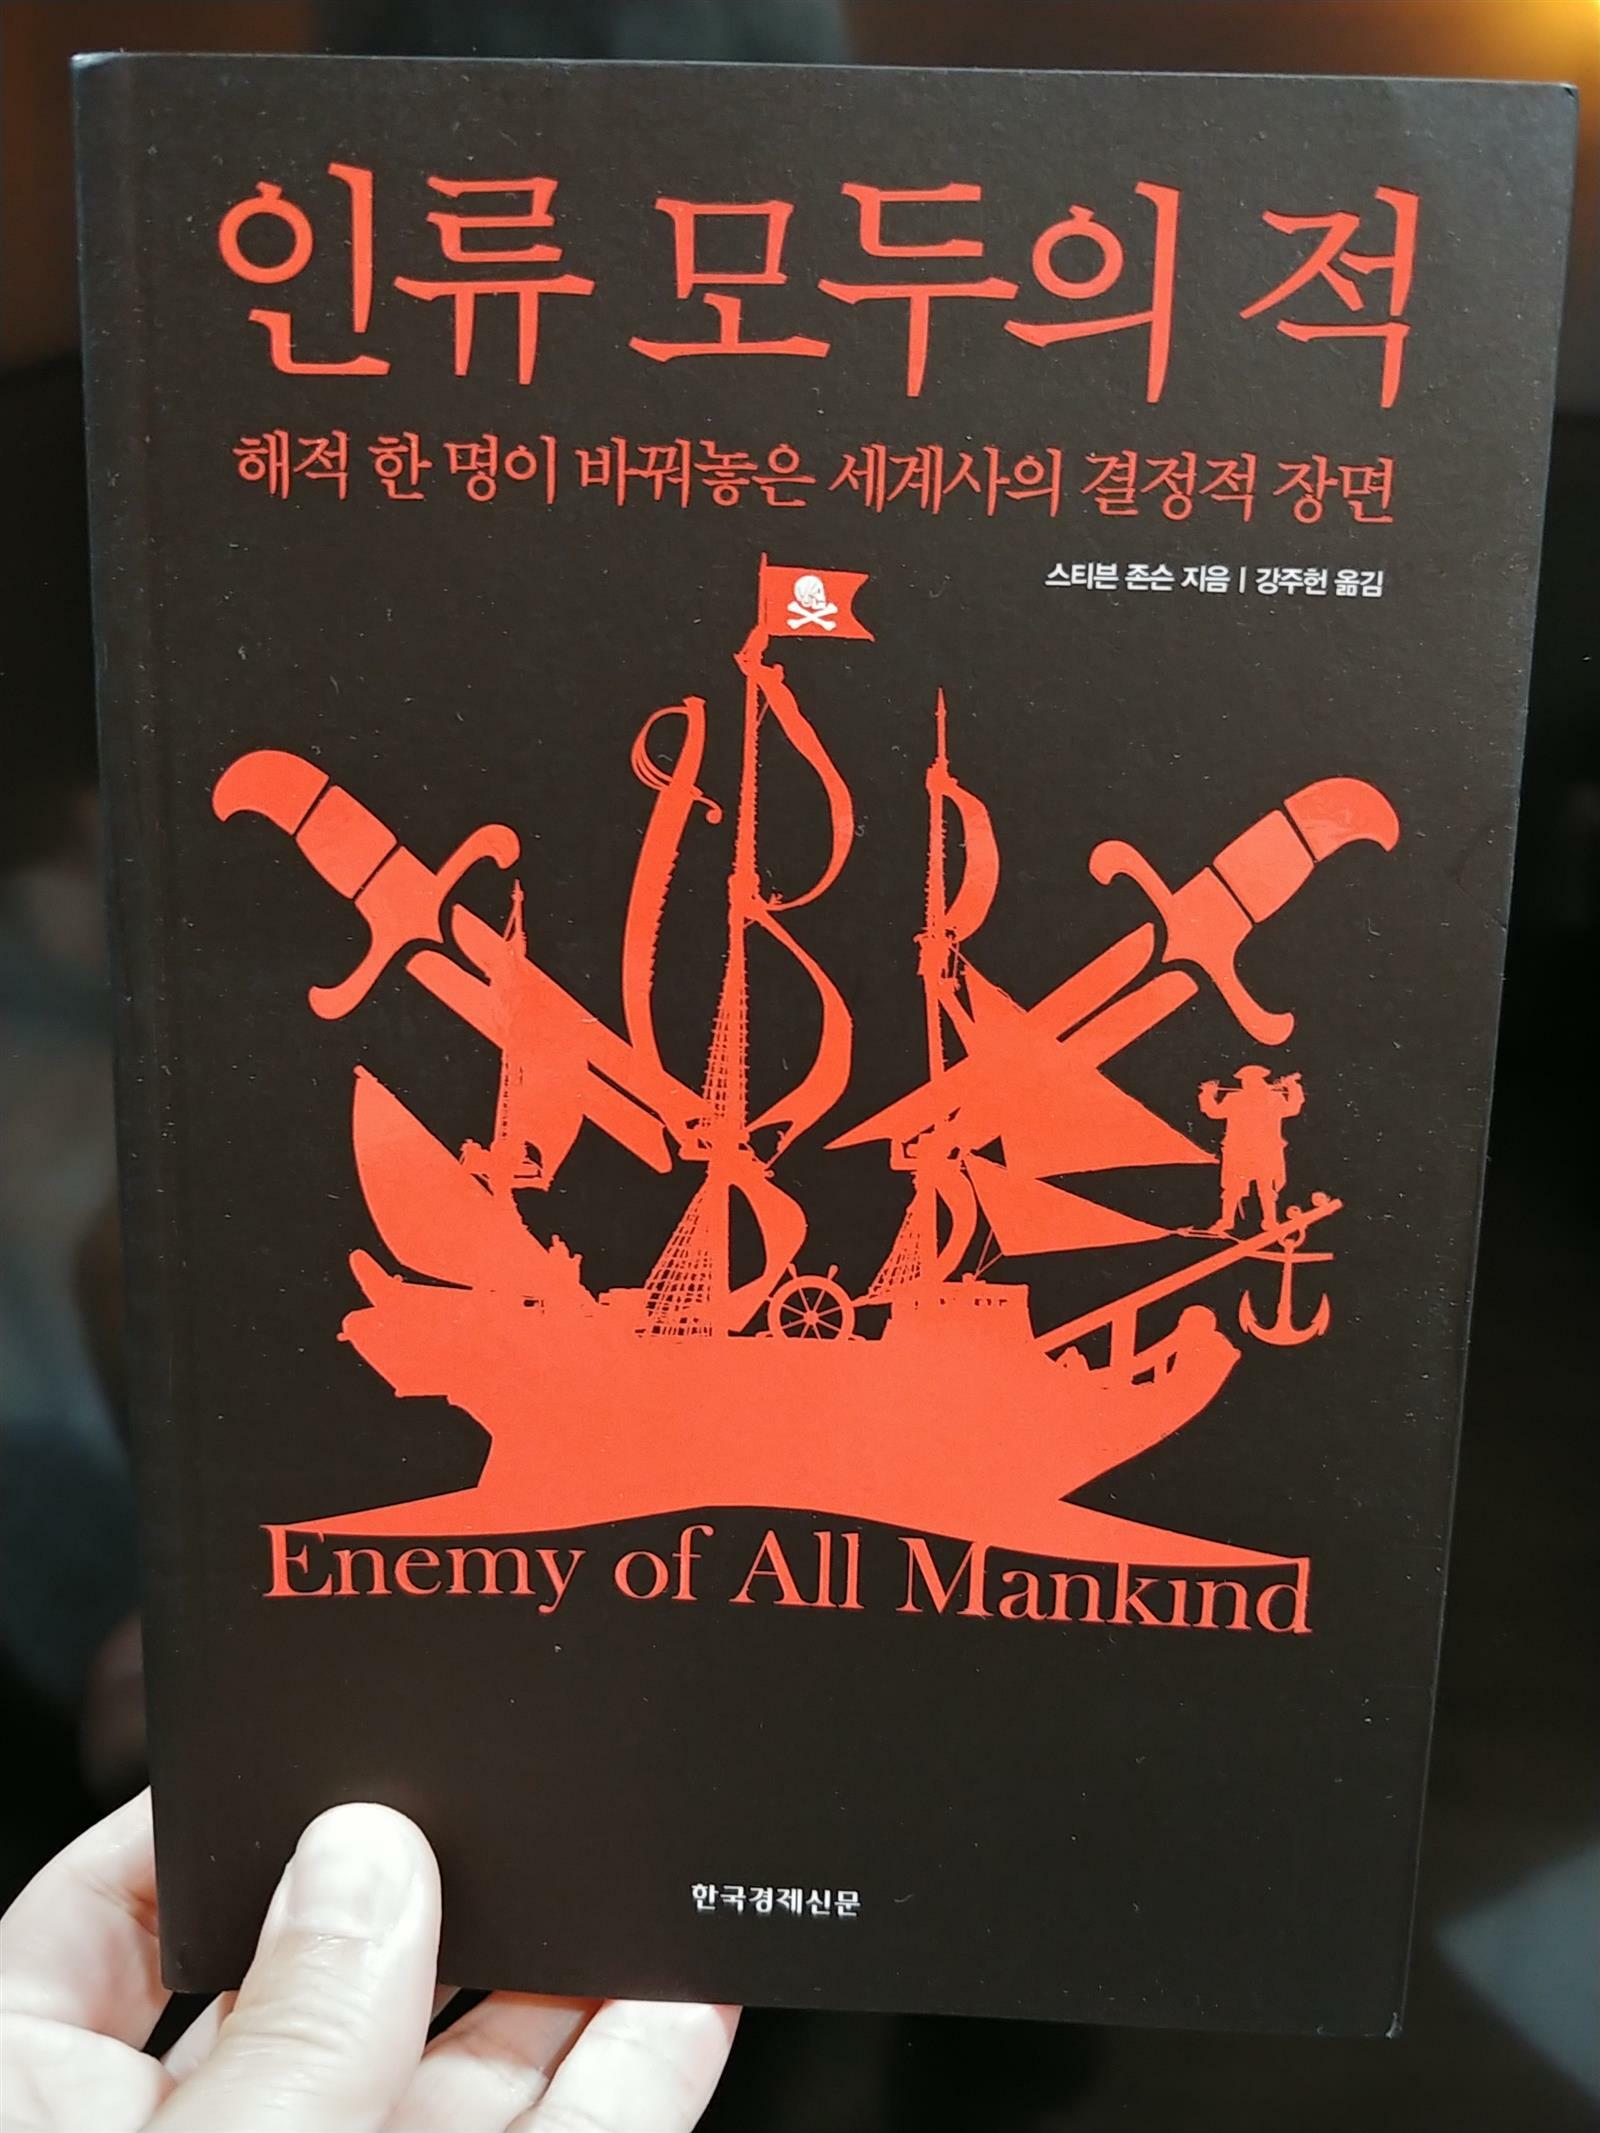 인류 모두의 적
해적 한 명이 바꿔놓은 세계사의 결정적 장면
스티븐 존슨 지음 | 강주헌 옮김
Enemy of All Mankind
한국경제신문